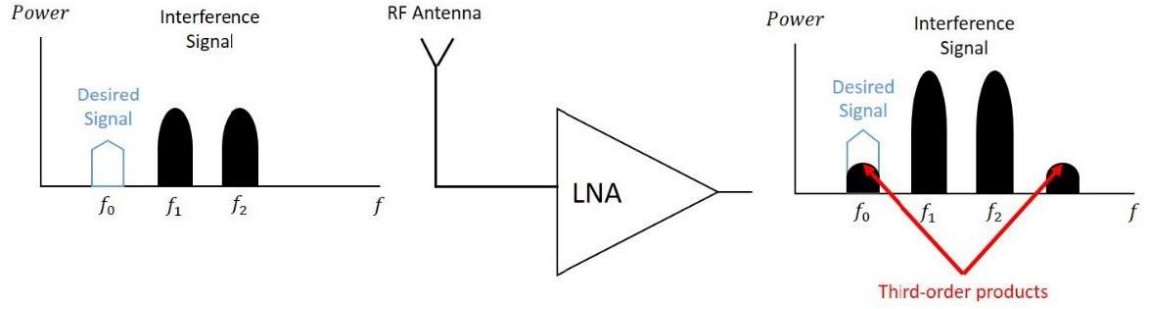 Power
Interference
Signal
Desired
Signal
f₀
f₁
f₂
f
RF Antenna
LNA
Power
Interference
Signal
Desired
Signal
f₀
f₁
f₂
f
Third-order products